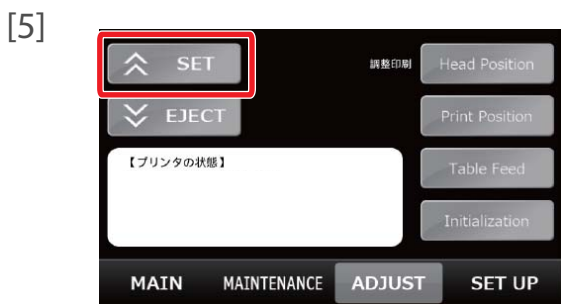 [5]
SET
調整印刷
Head Position
EJECT
Print Position
【プリンタの状態】
Table Feed
Initialization
MAIN MAINTENANCE ADJUST SET UP